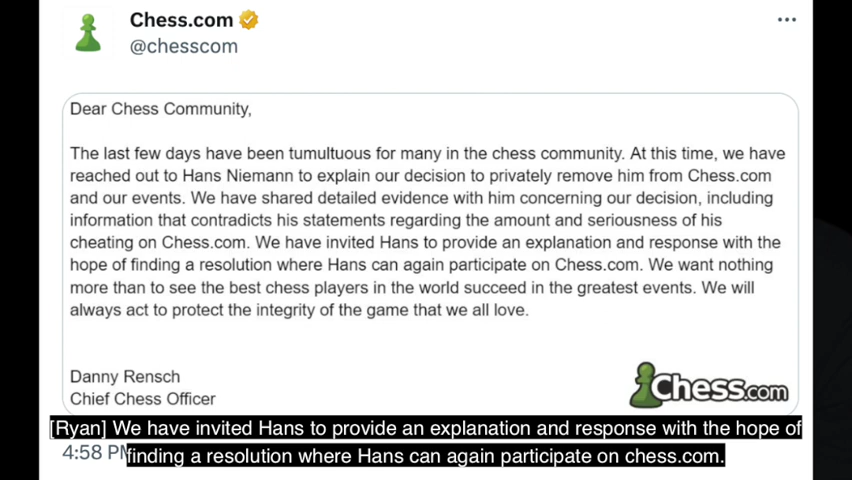 Chess.com
@chesscom
Dear Chess Community,
The last few days have been tumultuous for many in the chess community. At this time, we have
reached out to Hans Niemann to explain our decision to privately remove him from Chess.com
and our events. We have shared detailed evidence with him concerning our decision, including
information that contradicts his statements regarding the amount and seriousness of his
cheating on Chess.com. We have invited Hans to provide an explanation and response with the
hope of finding a resolution where Hans can again participate on Chess.com. We want nothing
more than to see the best chess players in the world succeed in the greatest events. We will
always act to protect the integrity of the game that we all love.
Danny Rensch
Chief Chess Officer
Chess.com
[Ryan] We have invited Hans to provide an explanation and response with the hope of
4:58 PM
finding a resolution where Hans can again participate on chess.com.